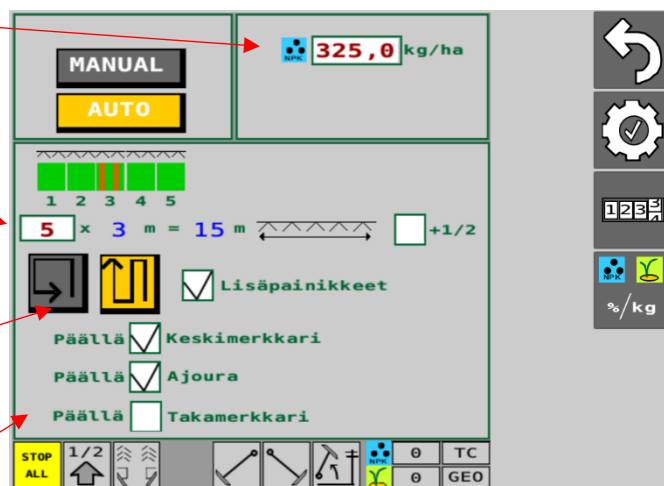 MANUAL
AUTO
NPK 325,0 kg/ha
1 2 3 4 5
5 x 3 m = 15 m +1/2
Lisäpainikkeet
Päällä Keskimerkkari
Päällä Ajoura
Päällä Takamerkkari
123
NPK
%/kg
STOP
ALL
1/2
NPK 0 TC
0 GEO